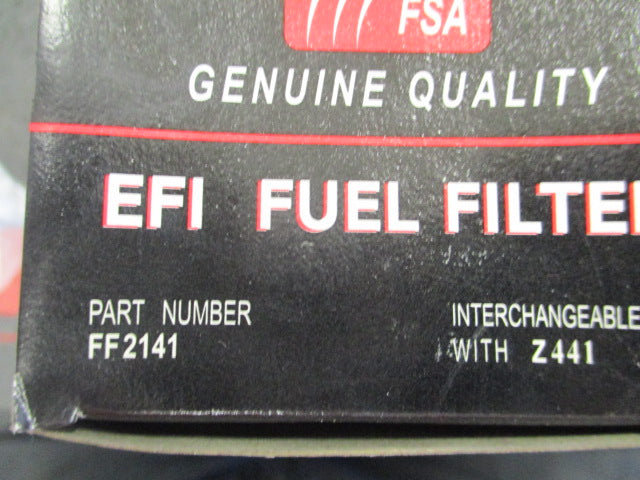 FSA
GENUINE QUALITY
EFI FUEL FILTE
PART NUMBER
FF2141
INTERCHANGEABLE
WITH Z441